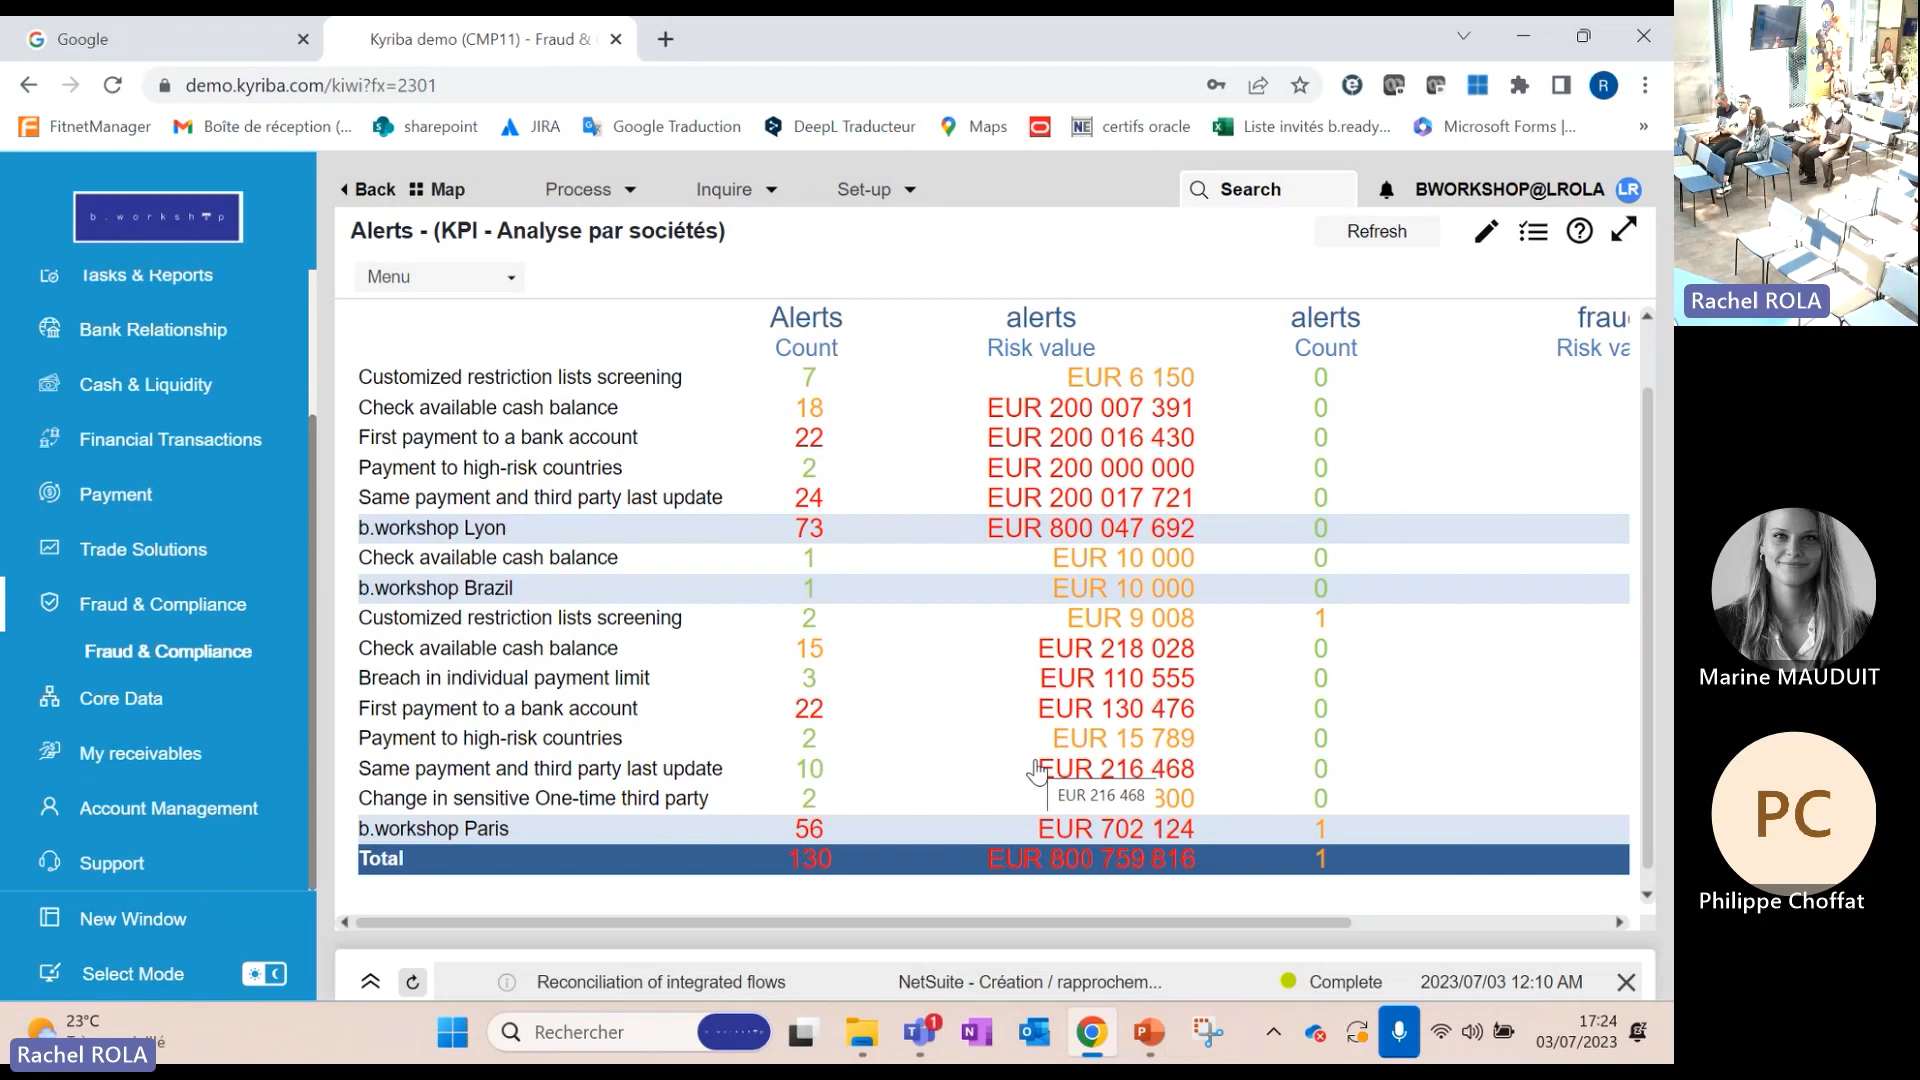 Google
Kyriba demo (CMP11) - Fraud &
demo.kyriba.com/kiwi?fx=2301
R
FitnetManager
Boîte de réception (...
sharepoint
JIRA
Google Traduction
DeepL Traducteur
Maps
NE certifs oracle
Liste invités b.ready...
Microsoft Forms |...
»
b.workshop
Tasks & Reports
Bank Relationship
Cash & Liquidity
Financial Transactions
Payment
Trade Solutions
Fraud & Compliance
Fraud & Compliance
Core Data
My receivables
Account Management
Support
New Window
Select Mode
Back Map Process Inquire Set-up Search BWORKSHOP@LROLA LR
Alerts - (KPI - Analyse par sociétés) Refresh
Menu
Alerts alerts alerts frau
Count Risk value Count Risk va
Customized restriction lists screening 7 EUR 6 150 0
Check available cash balance 18 EUR 200 007 391 0
First payment to a bank account 22 EUR 200 016 430 0
Payment to high-risk countries 2 EUR 200 000 000 0
Same payment and third party last update 24 EUR 200 017 721 0
b.workshop Lyon 73 EUR 800 047 692 0
Check available cash balance 1 EUR 10 000 0
b.workshop Brazil 1 EUR 10 000 0
Customized restriction lists screening 2 EUR 9 008 1
Check available cash balance 15 EUR 218 028 0
Breach in individual payment limit 3 EUR 110 555 0
First payment to a bank account 22 EUR 130 476 0
Payment to high-risk countries 2 EUR 15 789 0
Same payment and third party last update 10 EUR 216 468 0
EUR 216 468
Change in sensitive One-time third party 2 800 0
b.workshop Paris 56 EUR 702 124 1
Total 130 EUR 800 759 816 1
Reconciliation of integrated flows NetSuite - Création / rapprochem... Complete 2023/07/03 12:10 AM
23°C
Rechercher
1
17:24
03/07/2023
Rachel ROLA
Rachel ROLA
Marine MAUDUIT
PC
Philippe Choffat